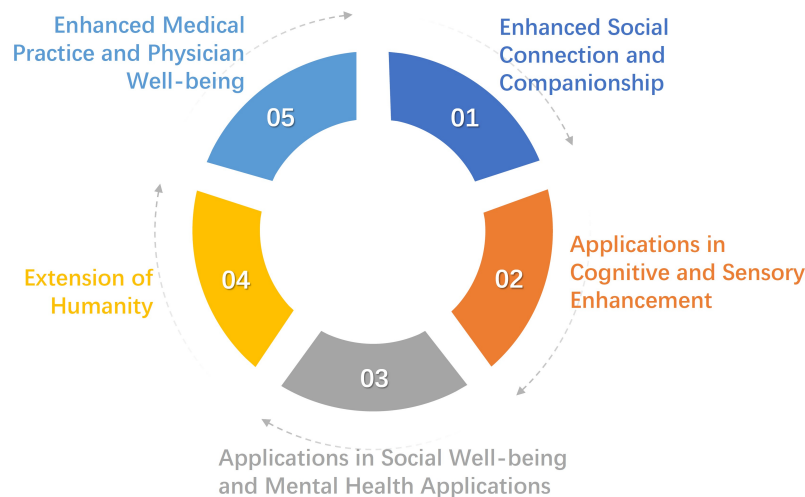 Enhanced Social
Connection and
Companionship
01
Applications in
Cognitive and Sensory
Enhancement
02
Applications in Social Well-being
and Mental Health Applications
03
Extension of
Humanity
04
Enhanced Medical
Practice and Physician
Well-being
05